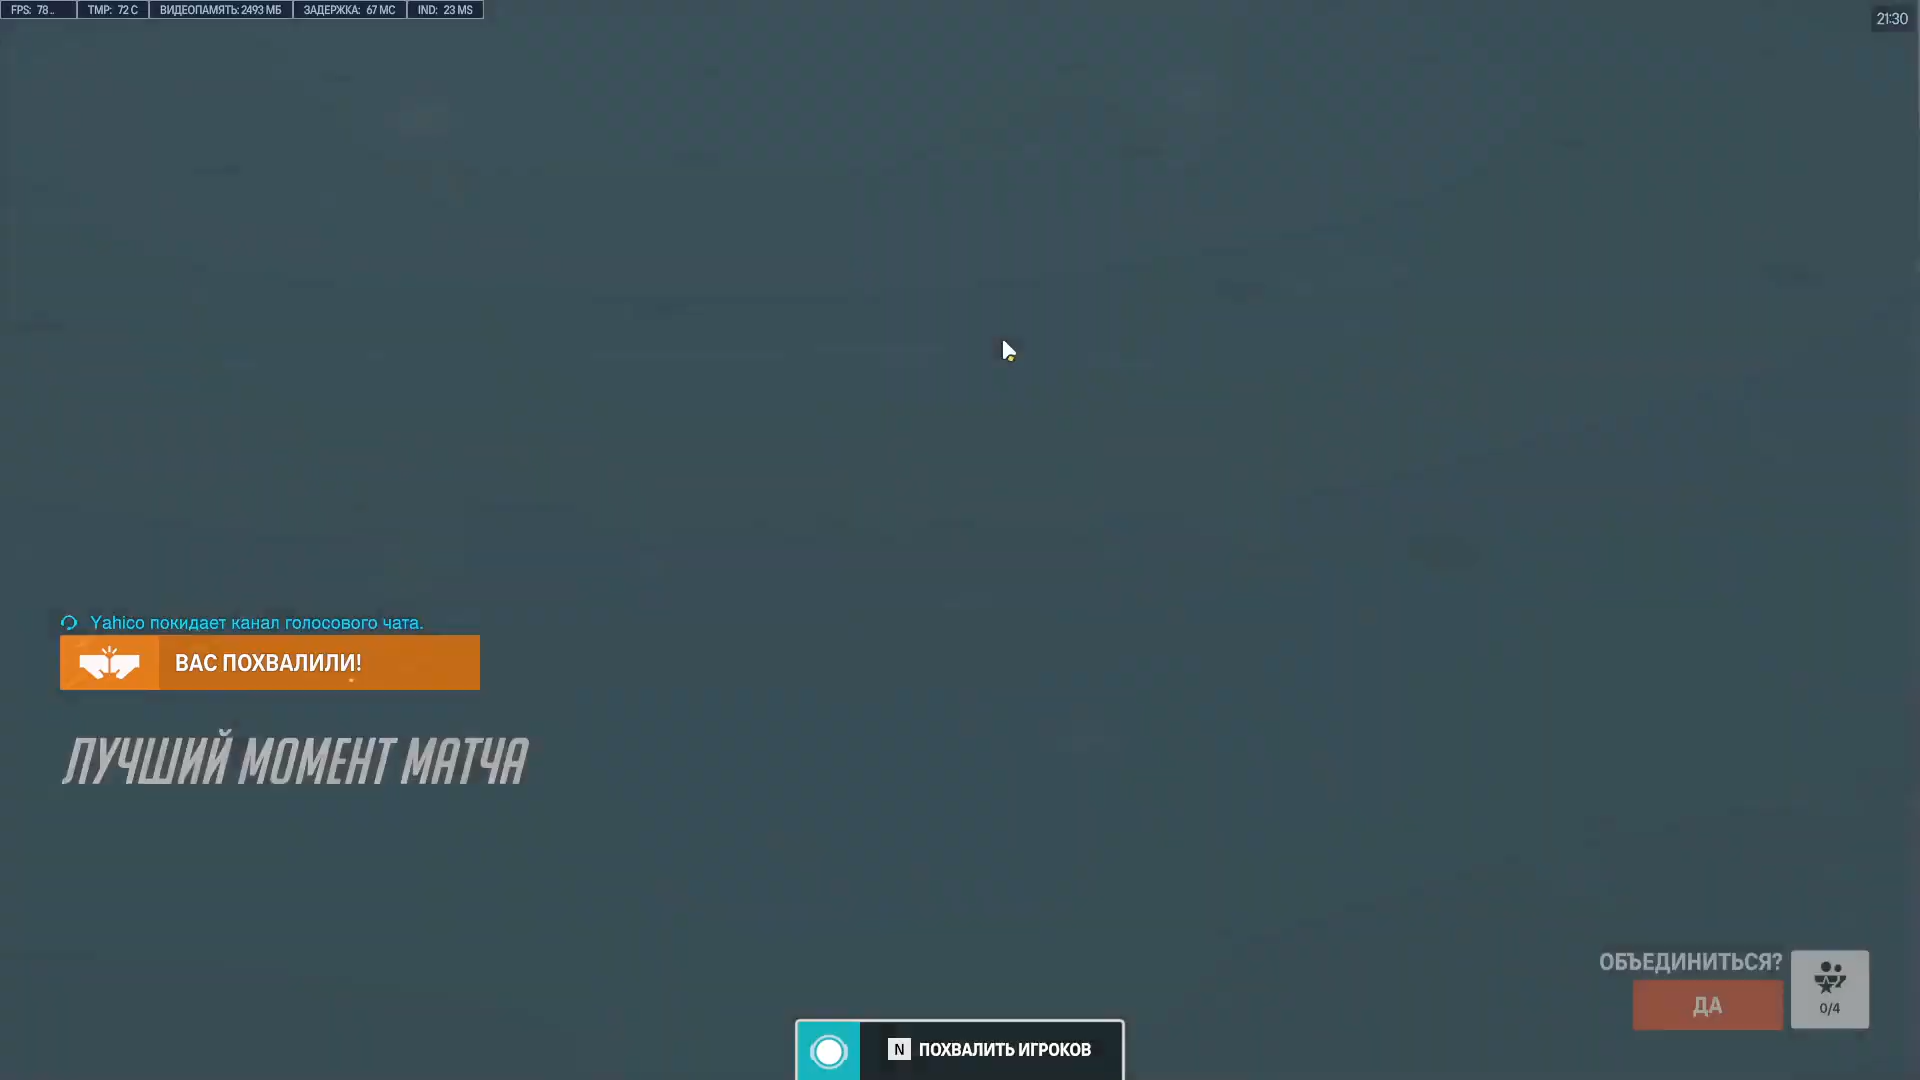 FPS: 78.. TMP: 72 C ВИДЕОПАМЯТЬ: 2493 МБ ЗАДЕРЖКА: 67 МС IND: 23 MS
21:30
Yahico покидает канал голосового чата.
ВАС ПОХВАЛИЛИ!
ЛУЧШИЙ МОМЕНТ МАТЧА
ОБЪЕДИНИТЬСЯ?
ДА
0/4
N ПОХВАЛИТЬ ИГРОКОВ